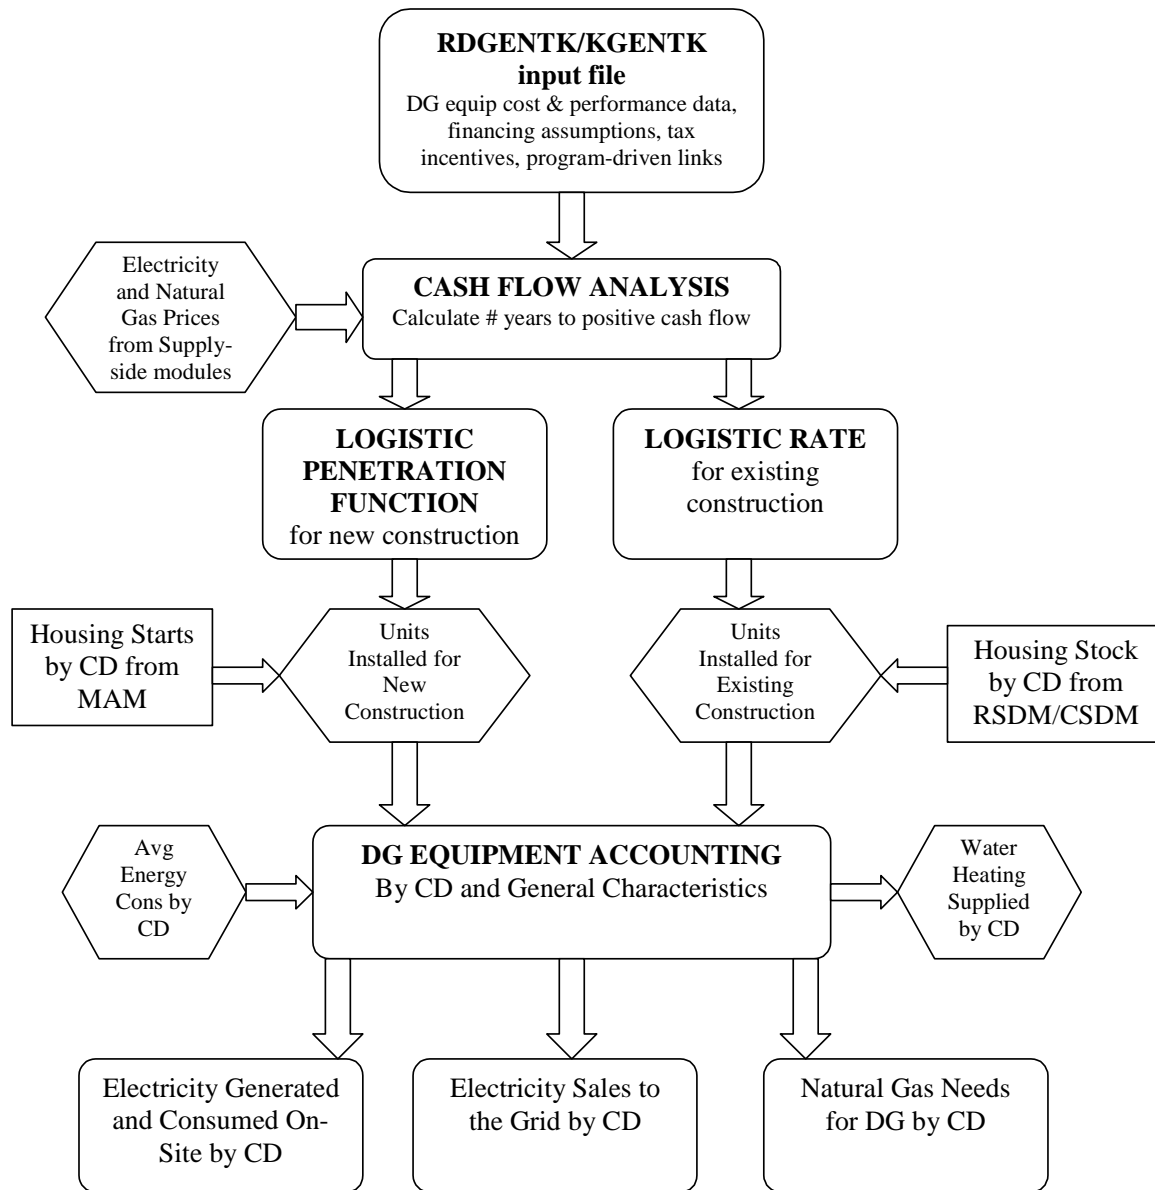 RDGENTK/KGENTK
input file
DG equip cost & performance data,
financing assumptions, tax
incentives, program-driven links
Electricity
and Natural
Gas Prices
from Supply-
side modules
CASH FLOW ANALYSIS
Calculate # years to positive cash flow
LOGISTIC
PENETRATION
FUNCTION
for new construction
LOGISTIC RATE
for existing
construction
Housing Starts
by CD from
MAM
Units
Installed for
New
Construction
Units
Installed for
Existing
Construction
Housing Stock
by CD from
RSDM/CSDM
Avg
Energy
Cons by
CD
DG EQUIPMENT ACCOUNTING
By CD and General Characteristics
Water
Heating
Supplied
by CD
Electricity Generated
and Consumed On-
Site by CD
Electricity Sales to
the Grid by CD
Natural Gas Needs
for DG by CD